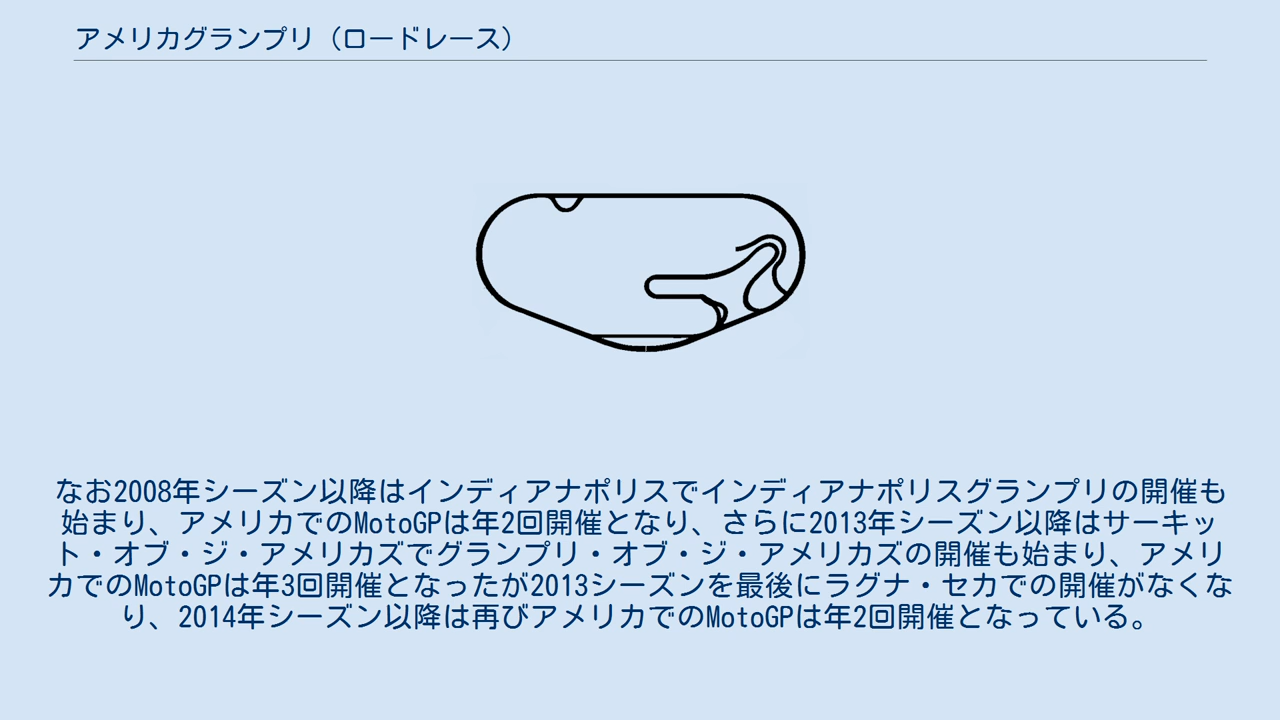 アメリカグランプリ（ロードレース）
なお2008年シーズン以降はインディアナポリスでインディアナポリスグランプリの開催も
始まり、アメリカでのMotoGPは年2回開催となり、さらに2013年シーズン以降はサーキッ
ト・オブ・ジ・アメリカズでグランプリ・オブ・ジ・アメリカズの開催も始まり、アメリ
カでのMotoGPは年3回開催となったが2013シーズンを最後にラグナ・セカでの開催がなくな
り、2014年シーズン以降は再びアメリカでのMotoGPは年2回開催となっている。